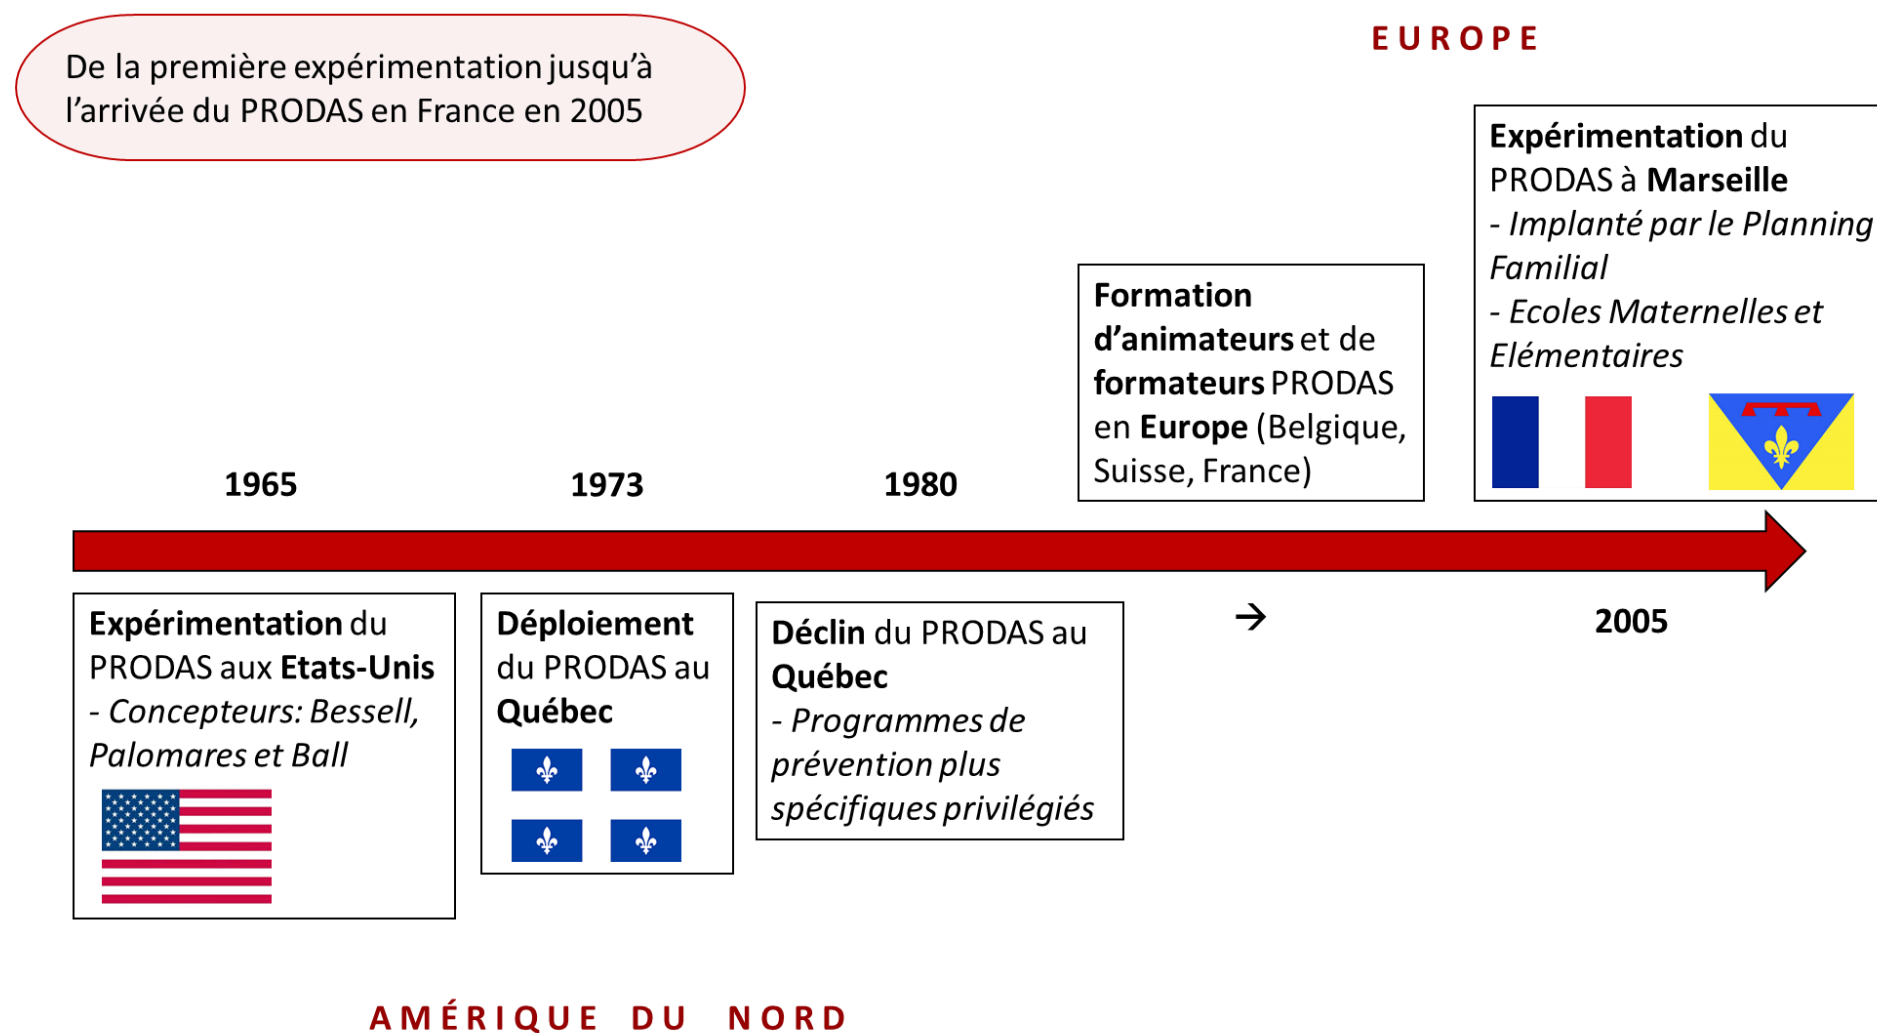 De la première expérimentation jusqu'à
l'arrivée du PRODAS en France en 2005
EUROPE
Expérimentation du
PRODAS à Marseille
- Implanté par le Planning
Familial
- Ecoles Maternelles et
Elémentaires
Formation
d'animateurs et de
formateurs PRODAS
en Europe (Belgique,
Suisse, France)
1965
1973
1980
Expérimentation du
PRODAS aux Etats-Unis
- Concepteurs: Bessell,
Palomares et Ball
Déploiement
du PRODAS au
Québec
Déclin du PRODAS au
Québec
- Programmes de
prévention plus
spécifiques privilégiés
→
2005
AMÉRIQUE DU NORD